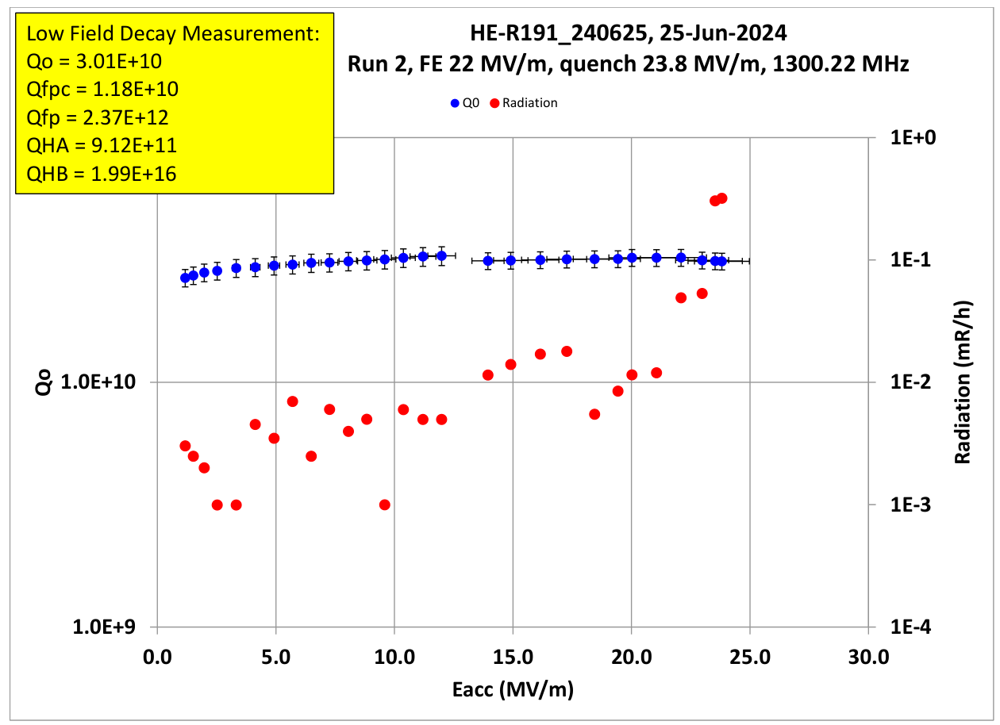 Low Field Decay Measurement:
Qo = 3.01E+10
Qfpc = 1.18E+10
Qfp = 2.37E+12
QHA = 9.12E+11
QHB = 1.99E+16
HE-R191_240625, 25-Jun-2024
Run 2, FE 22 MV/m, quench 23.8 MV/m, 1300.22 MHz
Q0 Radiation
1E+0
1E-1
1E-2
1E-3
1E-4
Radiation (mR/h)
Qo
1.0E+10
1.0E+9
0.0 5.0 10.0 15.0 20.0 25.0 30.0
Eacc (MV/m)